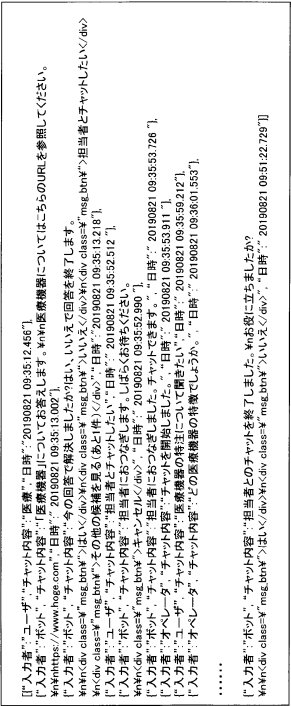 [{"入力者":"ユーザ","チャット内容":"医療","日時":"20190821 09:35:12.456"},
{"入力者":"ボット","チャット内容":"「医療機器」についてお答えします。¥n¥n医療機器についてはこちらのURLを参照してください。
¥n¥nhttps://www.hoge.com","日時":"20190821 09:35:13.002"},
{"入力者":"ボット","チャット内容":"今の回答で解決しましたか?はい、いいえで回答を終了します。
¥n¥n<div class=¥"msg_btn¥">はい</div>¥n<div class=¥"msg_btn¥">いいえ</div>¥n<div class=¥"msg_btn¥">担当者とチャットしたい</div>
¥n<div class=¥"msg_btn¥">その他の候補を見る(あと1件)</div>","日時":"20190821 09:35:13.218"},
{"入力者":"ユーザ","チャット内容":"担当者とチャットしたい","日時":"20190821 09:35:52.512"},
{"入力者":"ボット","チャット内容":"担当者におつなぎします。しばらくお待ちください。
¥n¥n<div class=¥"msg_btn¥">キャンセル</div>","日時":"20190821 09:35:52.990"},
{"入力者":"ボット","チャット内容":"担当者におつなぎしました。チャットできます。","日時":"20190821 09:35:53.726"},
{"入力者":"オペレータ","チャット内容":"チャットを開始しました。","日時":"20190821 09:35:53.911"},
{"入力者":"ユーザ","チャット内容":"医療機器の特注について聞きたい","日時":"20190821 09:35:59.212"},
{"入力者":"オペレータ","チャット内容":"どの医療機器の特徴でしょうか。","日時":"20190821 09:36:01.553"},
……
{"入力者":"ボット","チャット内容":"担当者とのチャットを終了しました。¥nお役に立ちましたか?
¥n¥n<div class=¥"msg_btn¥">はい</div>¥n<div class=¥"msg_btn¥">いいえ</div>","日時":"20190821 09:51:22.729"}]